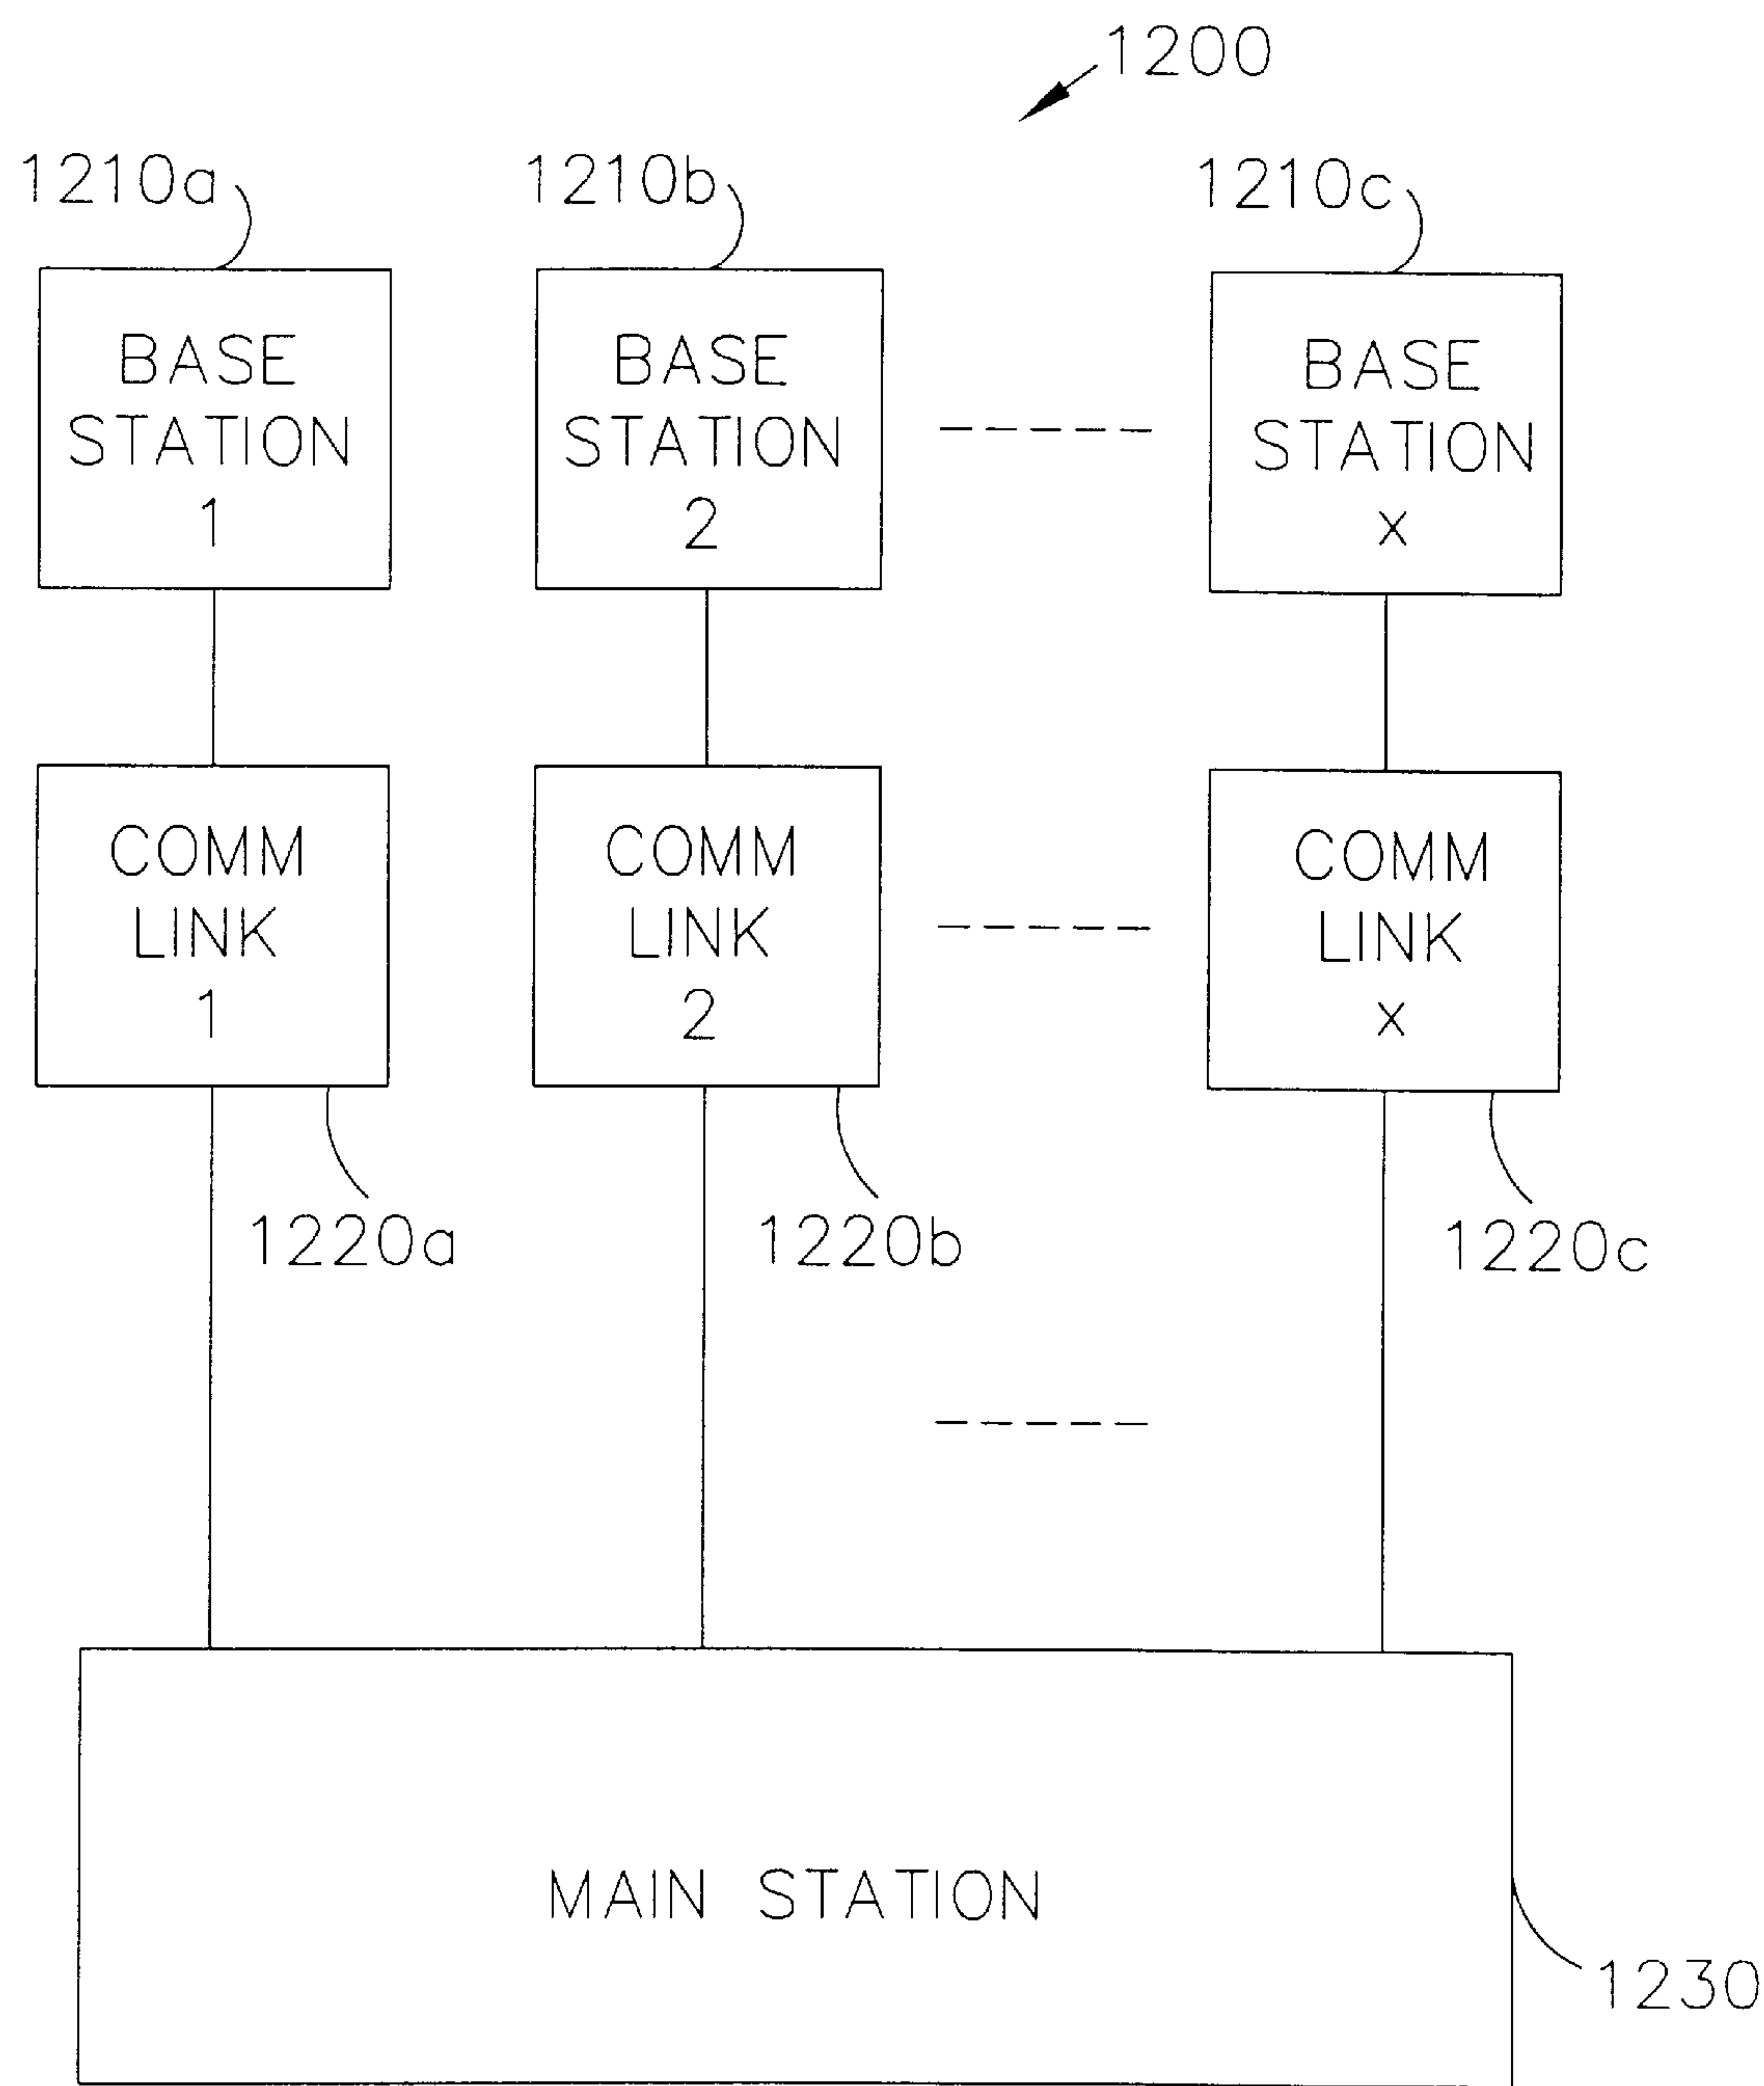 1200
1210a
1210b
1210c
BASE
STATION
1
BASE
STATION
2
BASE
STATION
x
COMM
LINK
1
COMM
LINK
2
COMM
LINK
x
1220a
1220b
1220c
MAIN STATION
1230